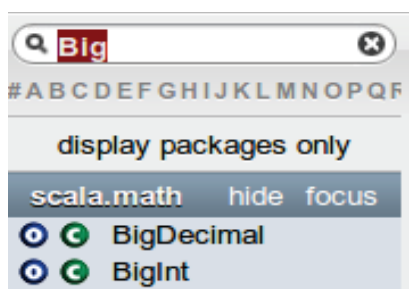 Big
#ABCDEFGHIJKLMNOPQR
display packages only
scala.math hide focus
O C BigDecimal
O C BigInt